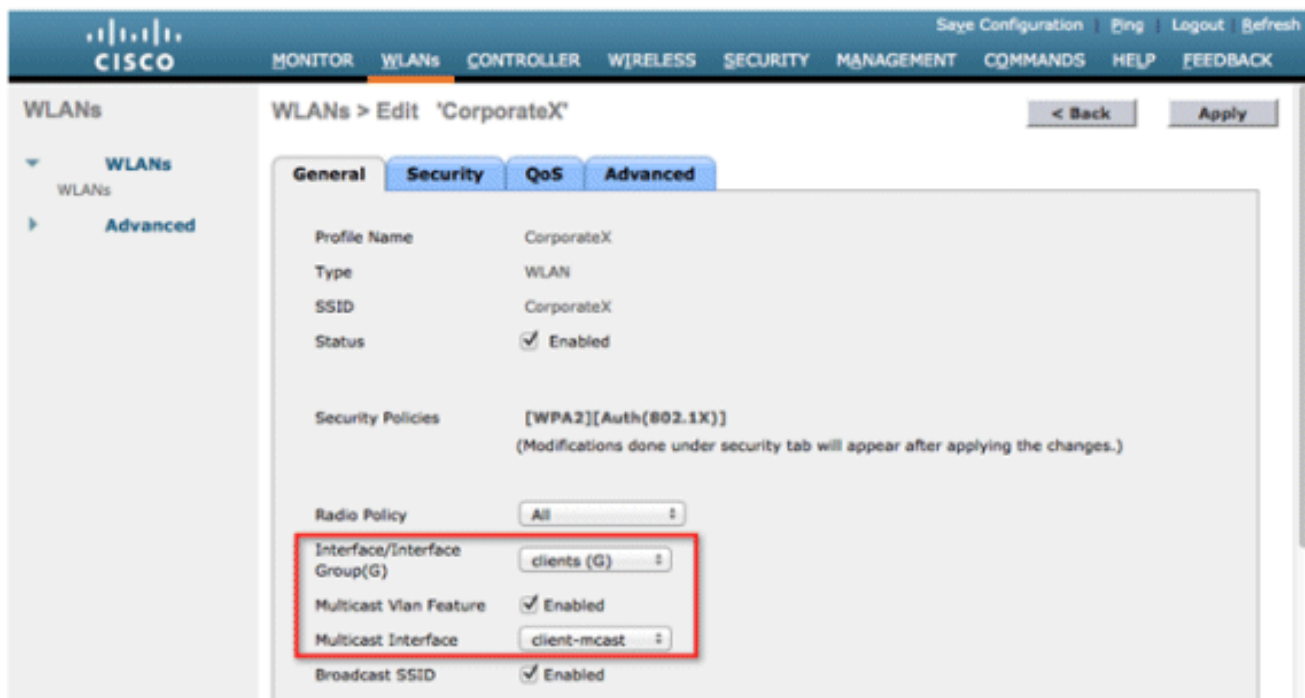 Save Configuration | Ping | Logout | Refresh
CISCO
MONITOR WLANs CONTROLLER WIRELESS SECURITY MANAGEMENT COMMANDS HELP FEEDBACK
WLANs
WLANs > Edit 'CorporateX'
< Back
Apply
WLANs
WLANs
Advanced
General Security QoS Advanced
Profile Name CorporateX
Type WLAN
SSID CorporateX
Status Enabled
Security Policies [WPA2][Auth(802.1X)]
(Modifications done under security tab will appear after applying the changes.)
Radio Policy All
Interface/Interface
Group(G) clients (G)
Multicast Vlan Feature Enabled
Multicast Interface client-mcast
Broadcast SSID Enabled